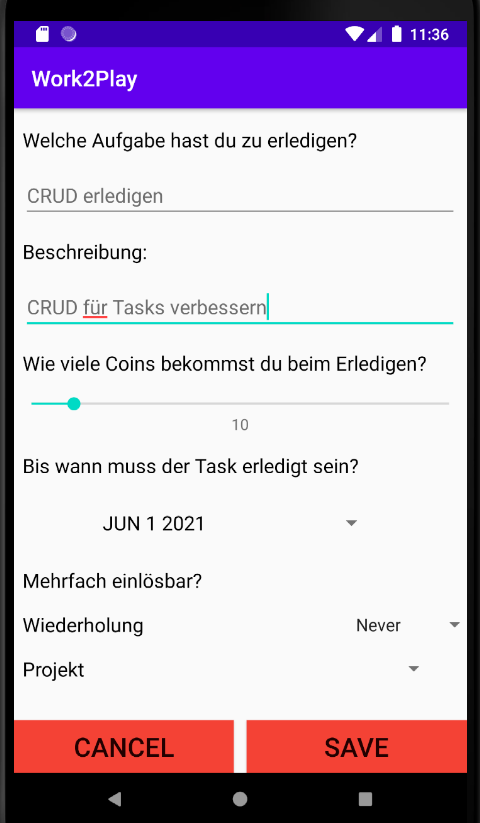 11:36
Work2Play
Welche Aufgabe hast du zu erledigen?
CRUD erledigen
Beschreibung:
CRUD für Tasks verbessern
Wie viele Coins bekommst du beim Erledigen?
10
Bis wann muss der Task erledigt sein?
JUN 1 2021
Mehrfach einlösbar?
Wiederholung Never
Projekt
CANCEL SAVE